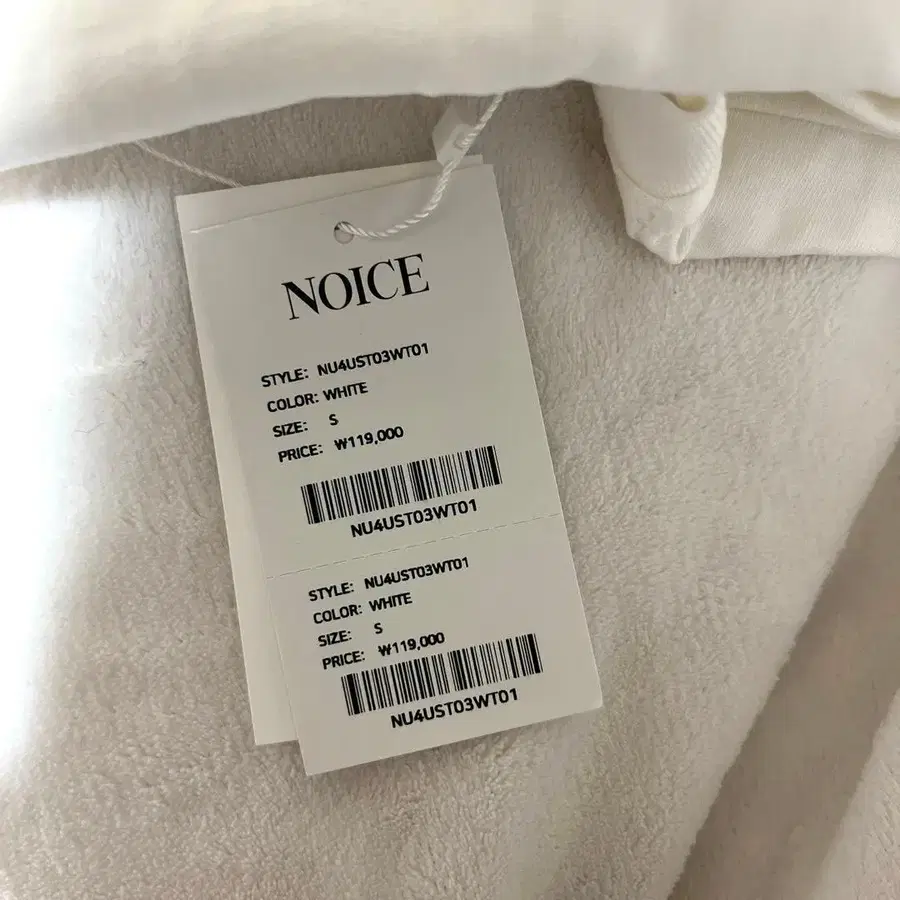 NOICE
STYLE: NU4UST03WT01
COLOR: WHITE
SIZE: S
PRICE: ₩119,000
NU4UST03WT01
STYLE: NU4UST03WT01
COLOR: WHITE
SIZE: S
PRICE: ₩119,000
NU4UST03WT01